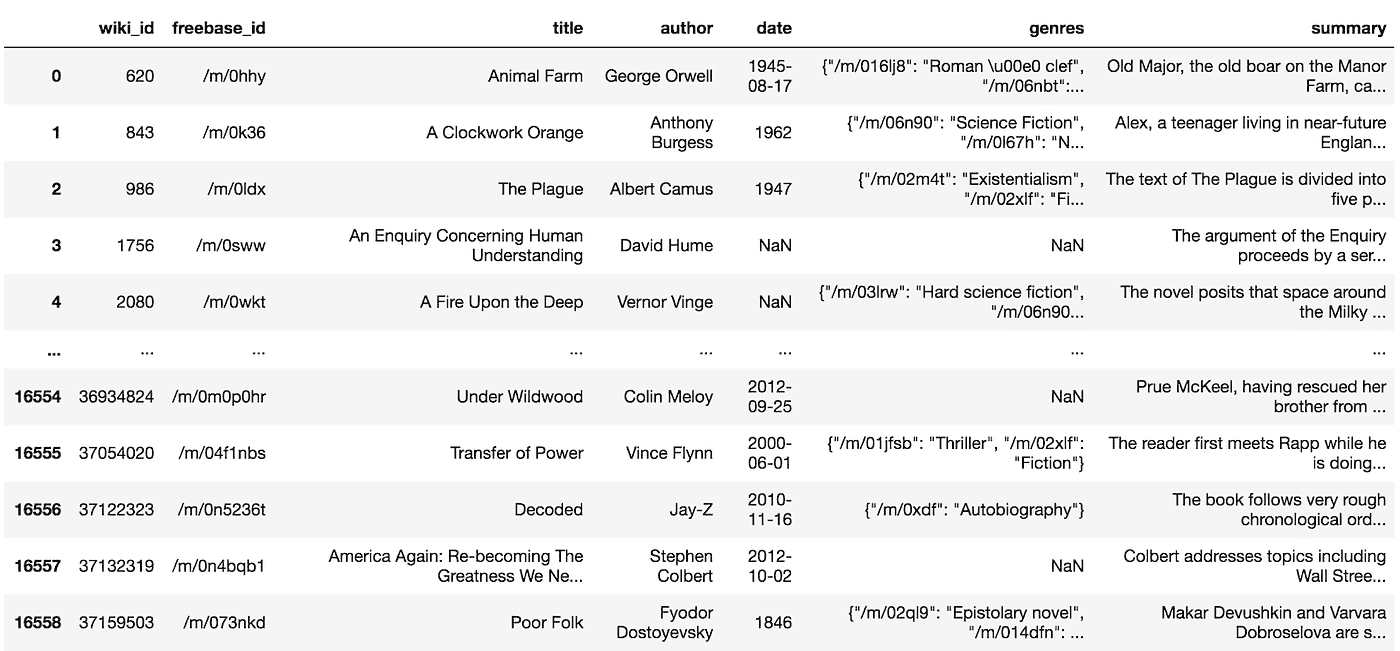 wiki_id freebase_id title author date genres summary
0 620 /m/0hhy Animal Farm George Orwell 1945- {"/m/016lj8": "Roman \u00e0 clef", Old Major, the old boar on the Manor
08-17 "/m/06nbt":... Farm, ca...
1 843 /m/0k36 A Clockwork Orange Anthony 1962 {"/m/06n90": "Science Fiction", Alex, a teenager living in near-future
Burgess "/m/0l67h": "N... Englan...
2 986 /m/0ldx The Plague Albert Camus 1947 {"/m/02m4t": "Existentialism", The text of The Plague is divided into
"/m/02xlf": "Fi... five p...
3 1756 /m/0sww An Enquiry Concerning Human David Hume NaN NaN The argument of the Enquiry
Understanding proceeds by a ser...
4 2080 /m/0wkt A Fire Upon the Deep Vernor Vinge NaN {"/m/03lrw": "Hard science fiction", The novel posits that space around
"/m/06n90... the Milky ...
... ... ... ... ... ... ... ...
16554 36934824 /m/0m0p0hr Under Wildwood Colin Meloy 2012- NaN Prue McKeel, having rescued her
09-25 brother from ...
16555 37054020 /m/04f1nbs Transfer of Power Vince Flynn 2000- {"/m/01jfsb": "Thriller", "/m/02xlf": The reader first meets Rapp while he
06-01 "Fiction"} is doing...
16556 37122323 /m/0n5236t Decoded Jay-Z 2010- {"/m/0xdf": "Autobiography"} The book follows very rough
11-16 chronological ord...
16557 37132319 /m/0n4bqb1 America Again: Re-becoming The Stephen 2012- NaN Colbert addresses topics including
Greatness We Ne... Colbert 10-02 Wall Stree...
16558 37159503 /m/073nkd Poor Folk Fyodor 1846 {"/m/02ql9": "Epistolary novel", Makar Devushkin and Varvara
Dostoyevsky "/m/014dfn": ... Dobroselova are s...